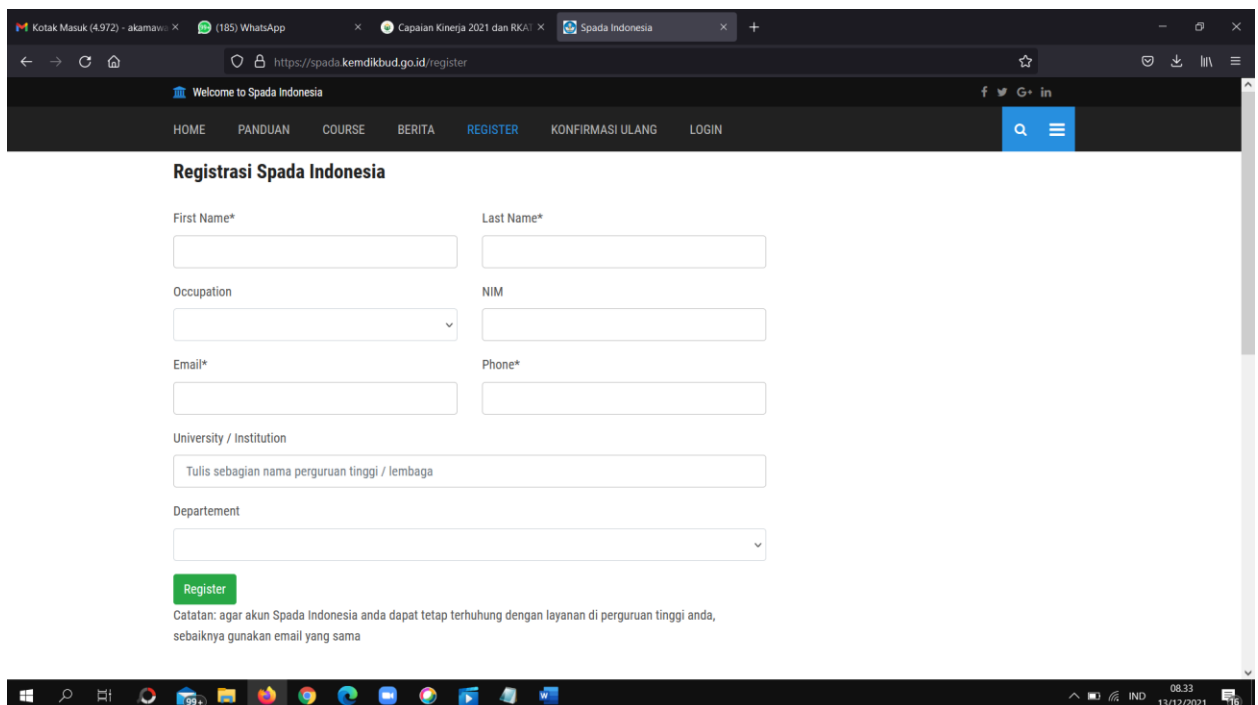 Kotak Masuk (4.972) - akamawa
(185) WhatsApp
Capaian Kinerja 2021 dan RKAT
Spada Indonesia
https://spada.kemdikbud.go.id/register
Welcome to Spada Indonesia
HOME PANDUAN COURSE BERITA REGISTER KONFIRMASI ULANG LOGIN
Registrasi Spada Indonesia
First Name* Last Name*
Occupation NIM
Email* Phone*
University / Institution
Tulis sebagian nama perguruan tinggi / lembaga
Departement
Register
Catatan: agar akun Spada Indonesia anda dapat tetap terhuhung dengan layanan di perguruan tinggi anda,
sebaiknya gunakan email yang sama
99+
IND
08.33
13/12/2021
16